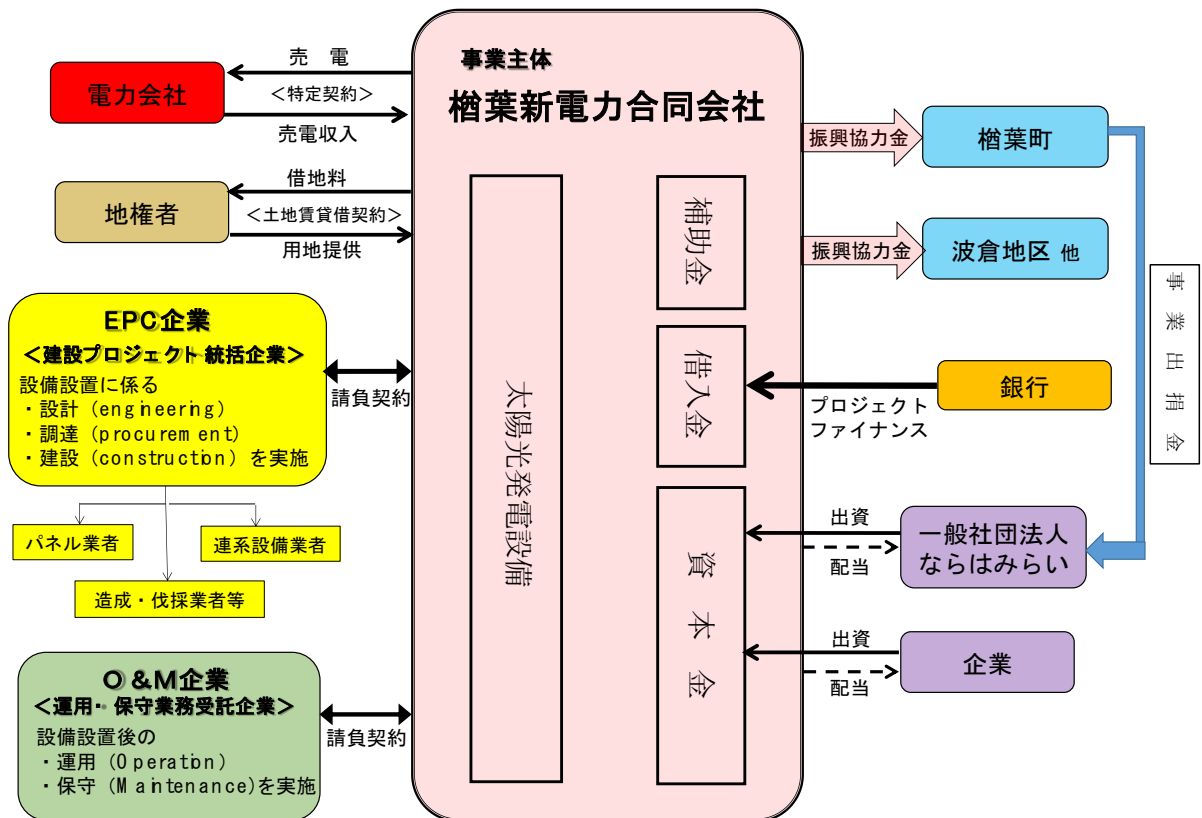 事業主体
楢葉新電力合同会社
売　電
＜特定契約＞
売電収入
電力会社
借地料
＜土地賃貸借契約＞
用地提供
地権者
EPC企業
＜建設プロジェクト統括企業＞
設備設置に係る
・設計（engineering）
・調達（procurement）
・建設（construction）を実施
請負契約
パネル業者
連系設備業者
造成・伐採業者等
O&M企業
＜運用・保守業務受託企業＞
設備設置後の
・運用（Operation）
・保守（Maintenance)を実施
請負契約
太陽光発電設備
補助金
借入金
資本金
振興協力金
楢葉町
振興協力金
波倉地区 他
事業出捐金
銀行
プロジェクト
ファイナンス
出資
配当
一般社団法人
ならはみらい
出資
配当
企業